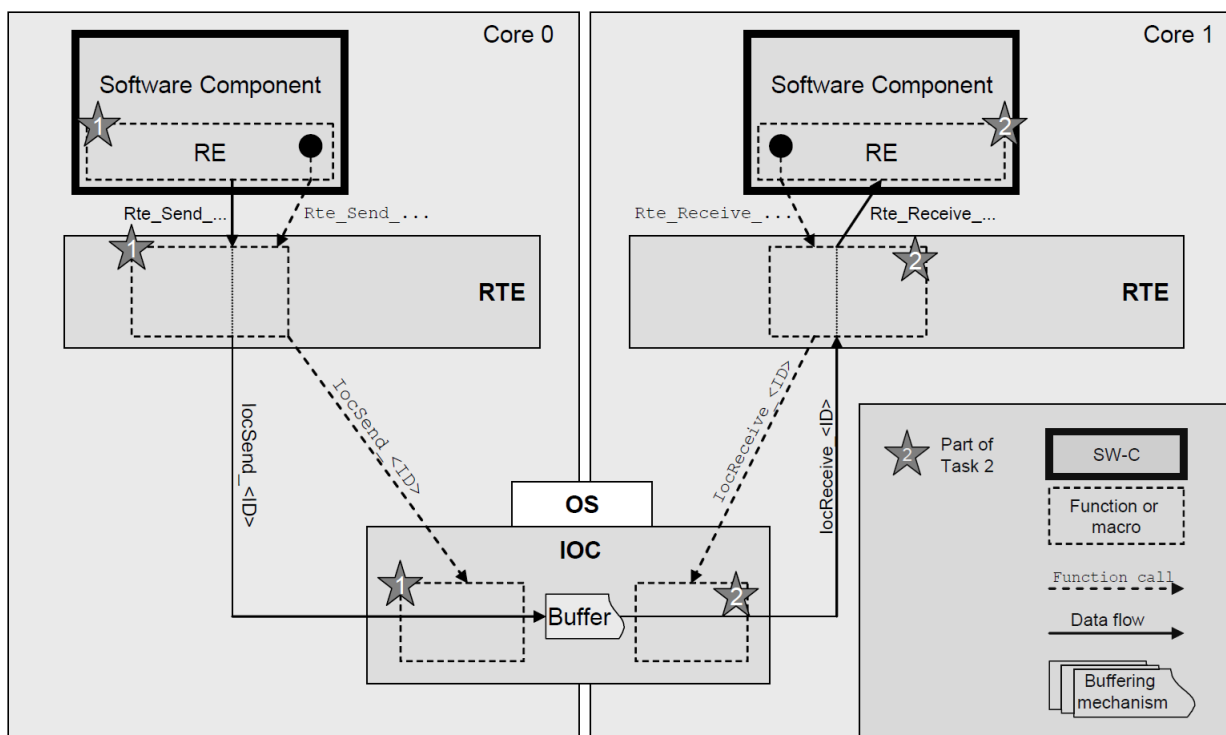 Core 0
Software Component
1
RE
Rte_Send_...
Rte_Send_...
1
RTE
IocSend_<ID>
IocSend_<ID>
Core 1
Software Component
2
RE
Rte_Receive_...
Rte_Receive_...
2
RTE
IocReceive_<ID>
IocReceive_<ID>
OS
IOC
1
Buffer
2
2
Part of
Task 2
SW-C
Function or
macro
Function call
Data flow
Buffering
mechanism